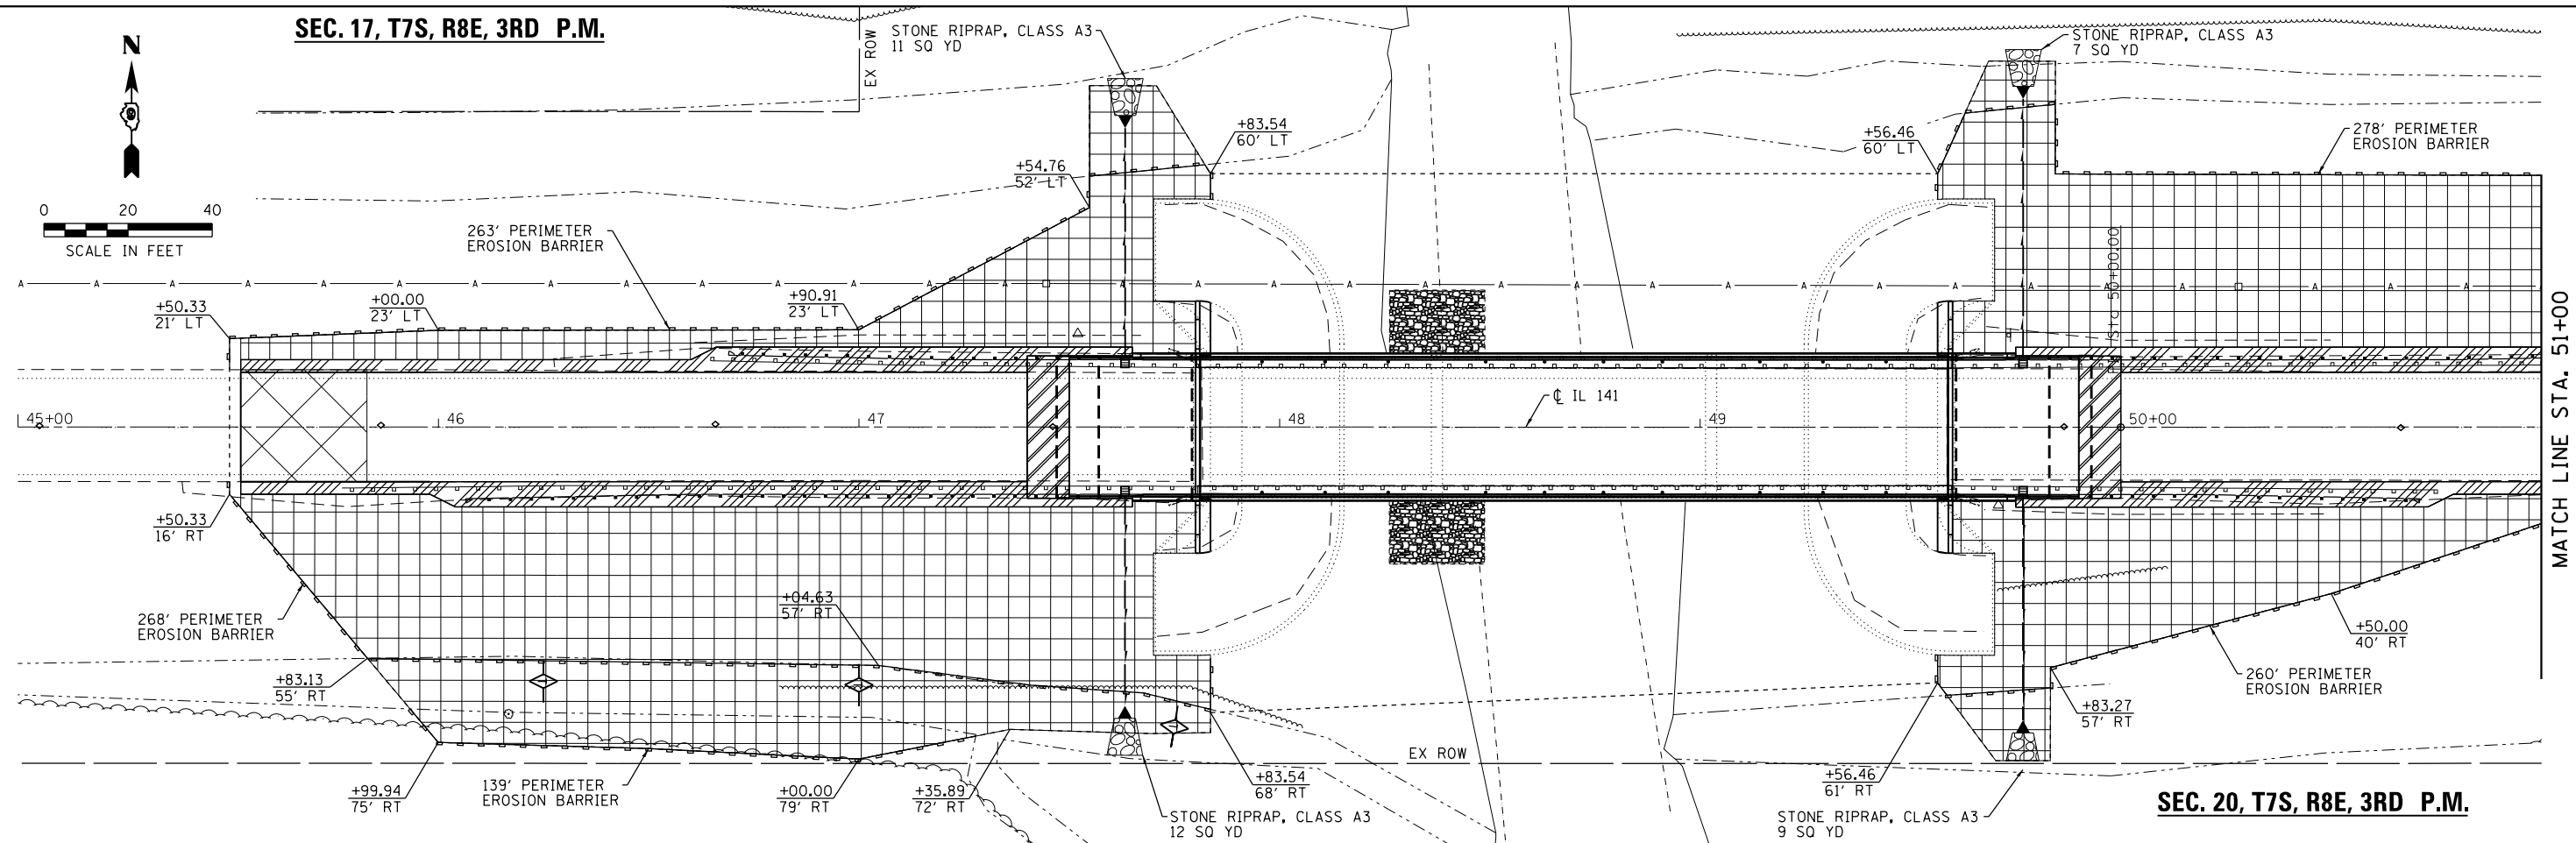 SEC. 17, T7S, R8E, 3RD P.M.
N
0 20 40
SCALE IN FEET
EX ROW
STONE RIPRAP, CLASS A3
11 SQ YD
STONE RIPRAP, CLASS A3
7 SQ YD
+83.54
60' LT
+54.76
52' LT
+56.46
60' LT
278' PERIMETER
EROSION BARRIER
263' PERIMETER
EROSION BARRIER
A A A A A A A A A A A A A A A A A A A A A A A A A A A A A A A A A
+50.33
21' LT
+00.00
23' LT
+90.91
23' LT
Sta 50+00.00
MATCH LINE STA. 51+00
45+00
46
47
48
℄ IL 141
49
50+00
+50.33
16' RT
268' PERIMETER
EROSION BARRIER
+04.63
57' RT
+83.13
55' RT
+50.00
40' RT
260' PERIMETER
EROSION BARRIER
+83.27
57' RT
EX ROW
+99.94
75' RT
139' PERIMETER
EROSION BARRIER
+00.00
79' RT
+35.89
72' RT
+83.54
68' RT
+56.46
61' RT
STONE RIPRAP, CLASS A3
12 SQ YD
STONE RIPRAP, CLASS A3
9 SQ YD
SEC. 20, T7S, R8E, 3RD P.M.